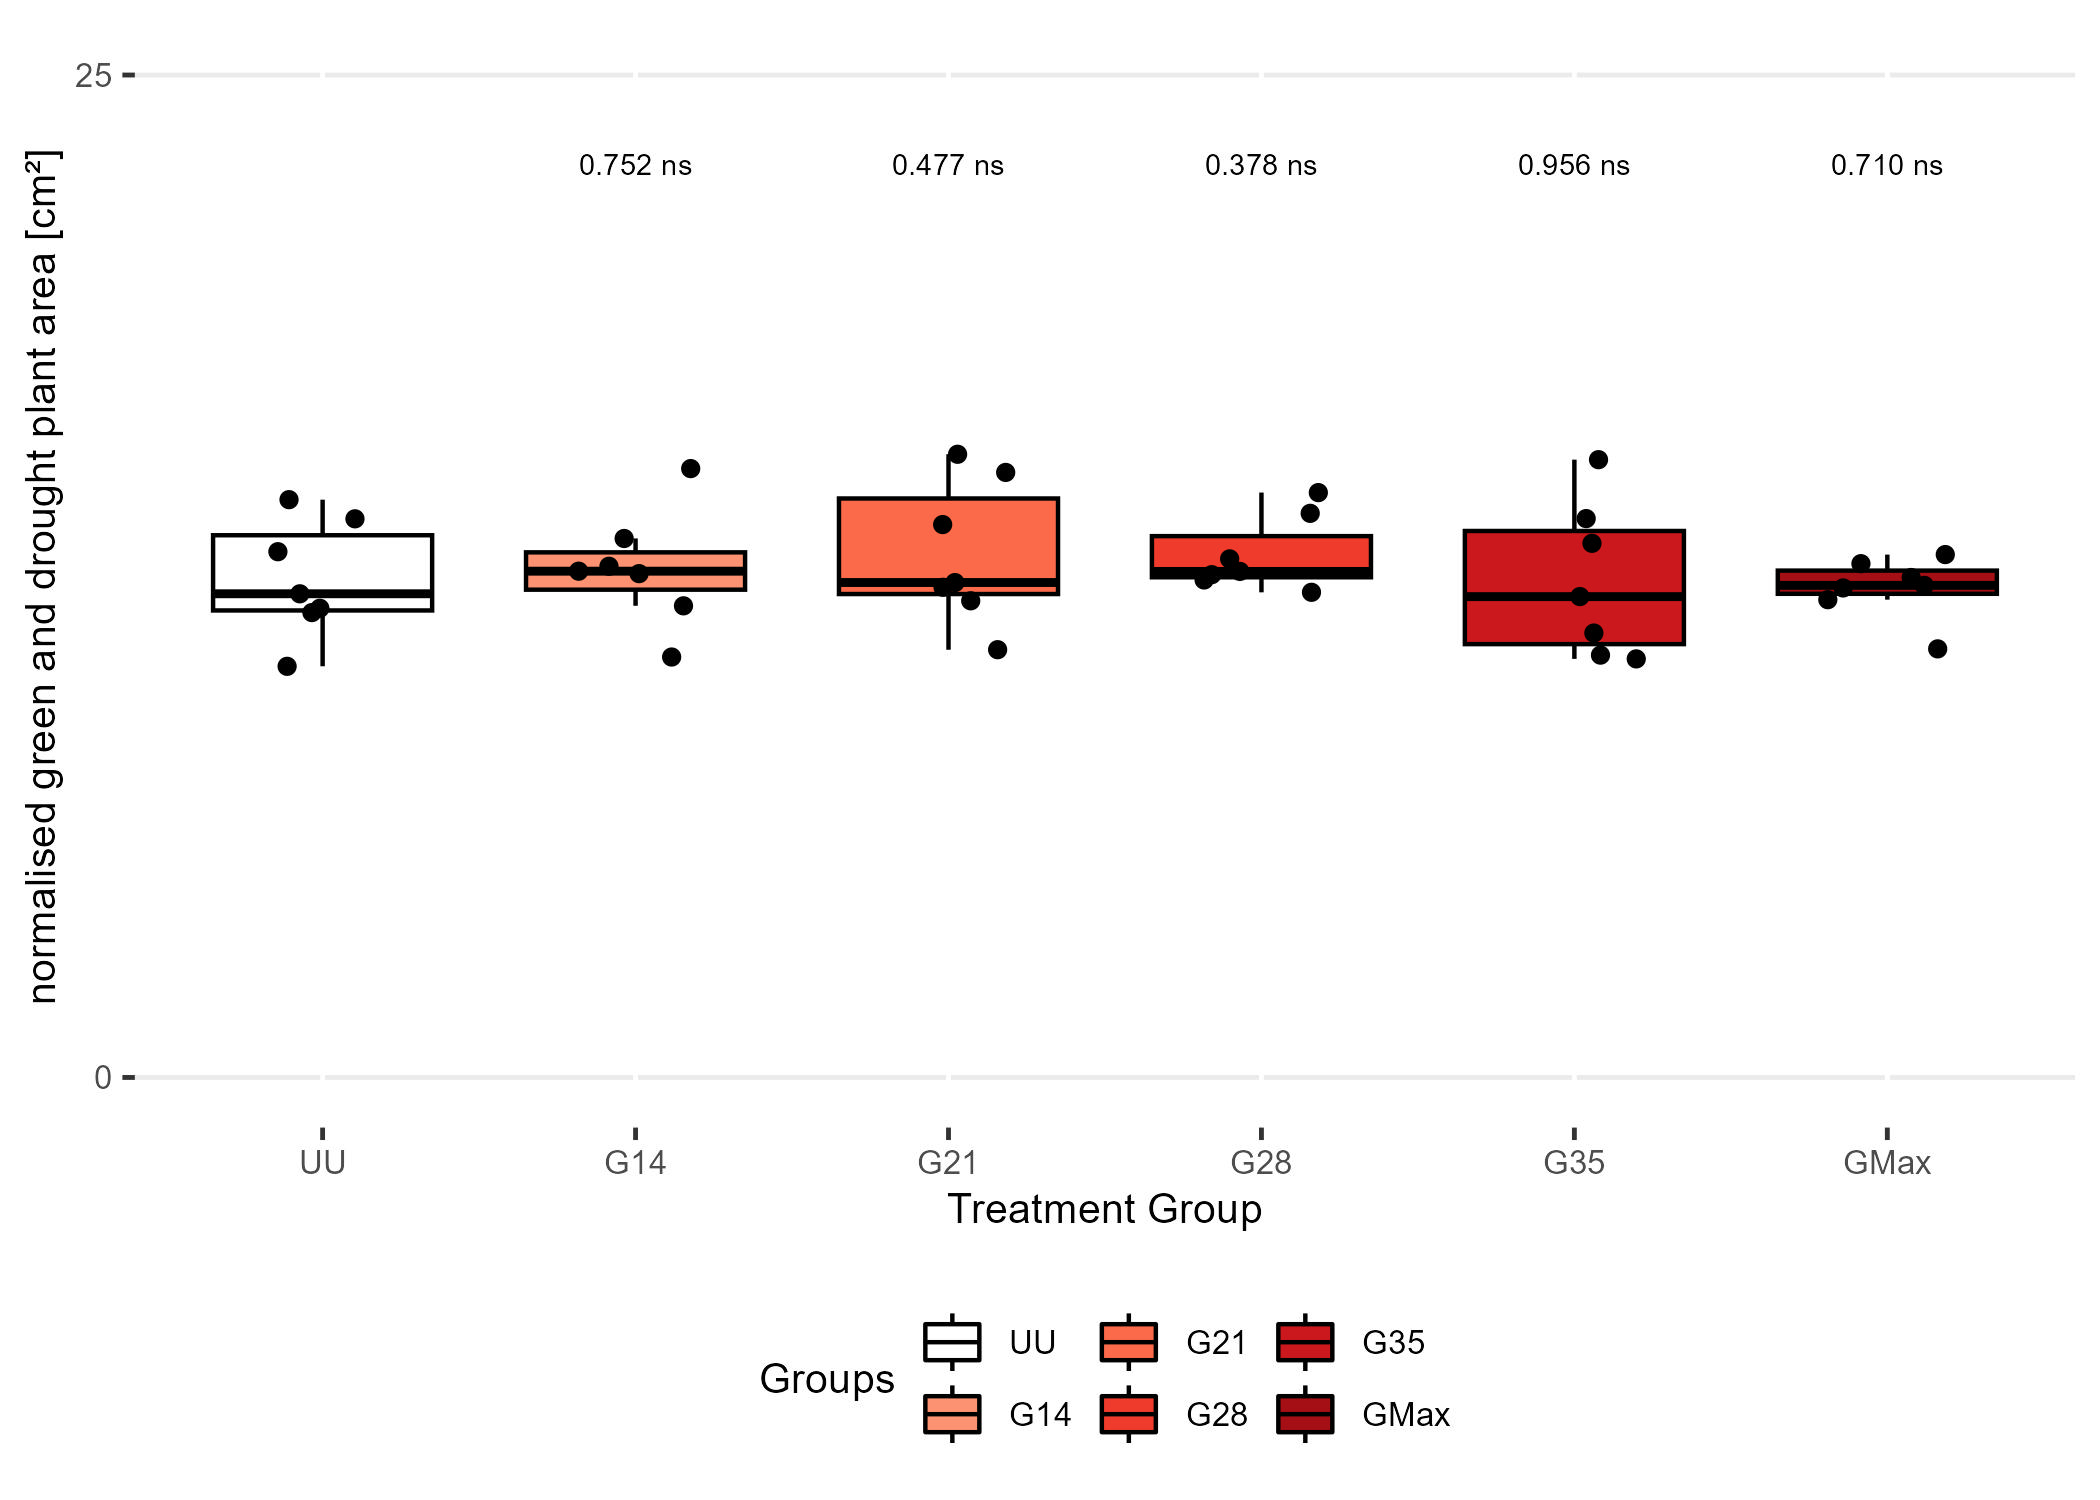 25
0.752 ns 0.477 ns 0.378 ns 0.956 ns 0.710 ns
normalised green and drought plant area [cm²]
0
UU G14 G21 G28 G35 GMax
Treatment Group
Groups
UU G21 G35
G14 G28 GMax